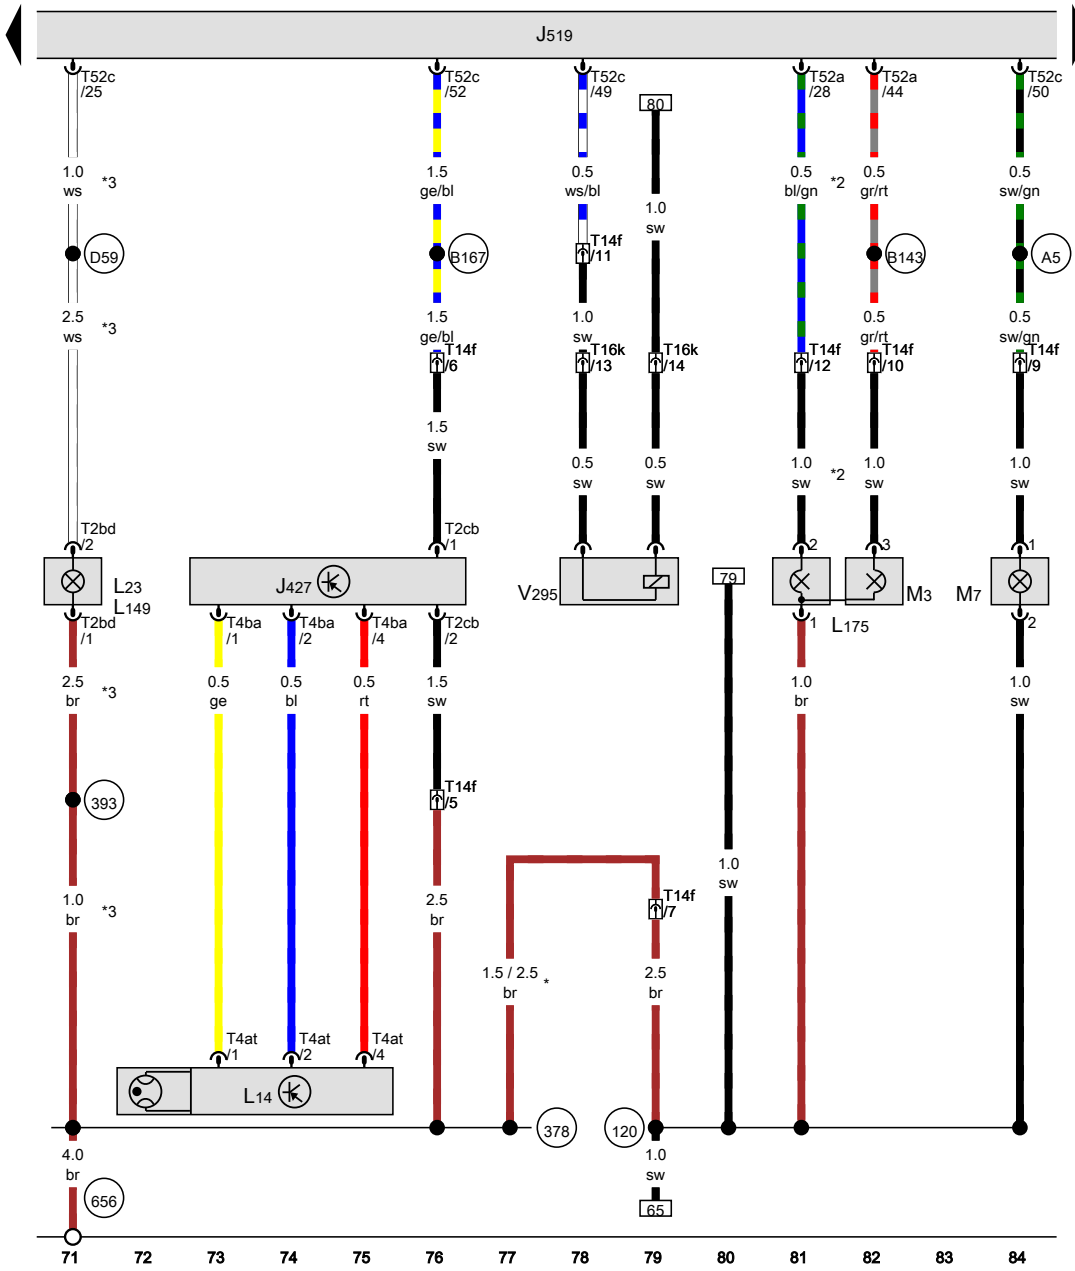 J519
T52c
/25
T52c
/52
T52c
/49
80
T52a
/28
T52a
/44
T52c
/50
1.0
ws
*3
1.5
ge/bl
0.5
ws/bl
1.0
sw
0.5
bl/gn
*2
0.5
gr/rt
0.5
sw/gn
D59
B167
T14f
/11
B143
A5
2.5
ws
*3
1.5
ge/bl
1.0
sw
0.5
gr/rt
0.5
sw/gn
T14f
/6
T16k
/13
T16k
/14
T14f
/12
T14f
/10
T14f
/9
1.5
sw
0.5
sw
0.5
sw
1.0
sw
*2
1.0
sw
1.0
sw
T2bd
/2
T2cb
/1
2
3
1
L23
L149
J427
V295
79
M3
L175
M7
T2bd
/1
T4ba
/1
T4ba
/2
T4ba
/4
T2cb
/2
1
2
2.5
br
*3
0.5
ge
0.5
bl
0.5
rt
1.5
sw
1.0
br
1.0
sw
393
T14f
/5
1.0
br
*3
2.5
br
1.0
sw
T14f
/7
1.5 / 2.5
br
*
2.5
br
T4at
/1
T4at
/2
T4at
/4
L14
378
120
4.0
br
1.0
sw
656
65
71 72 73 74 75 76 77 78 79 80 81 82 83 84